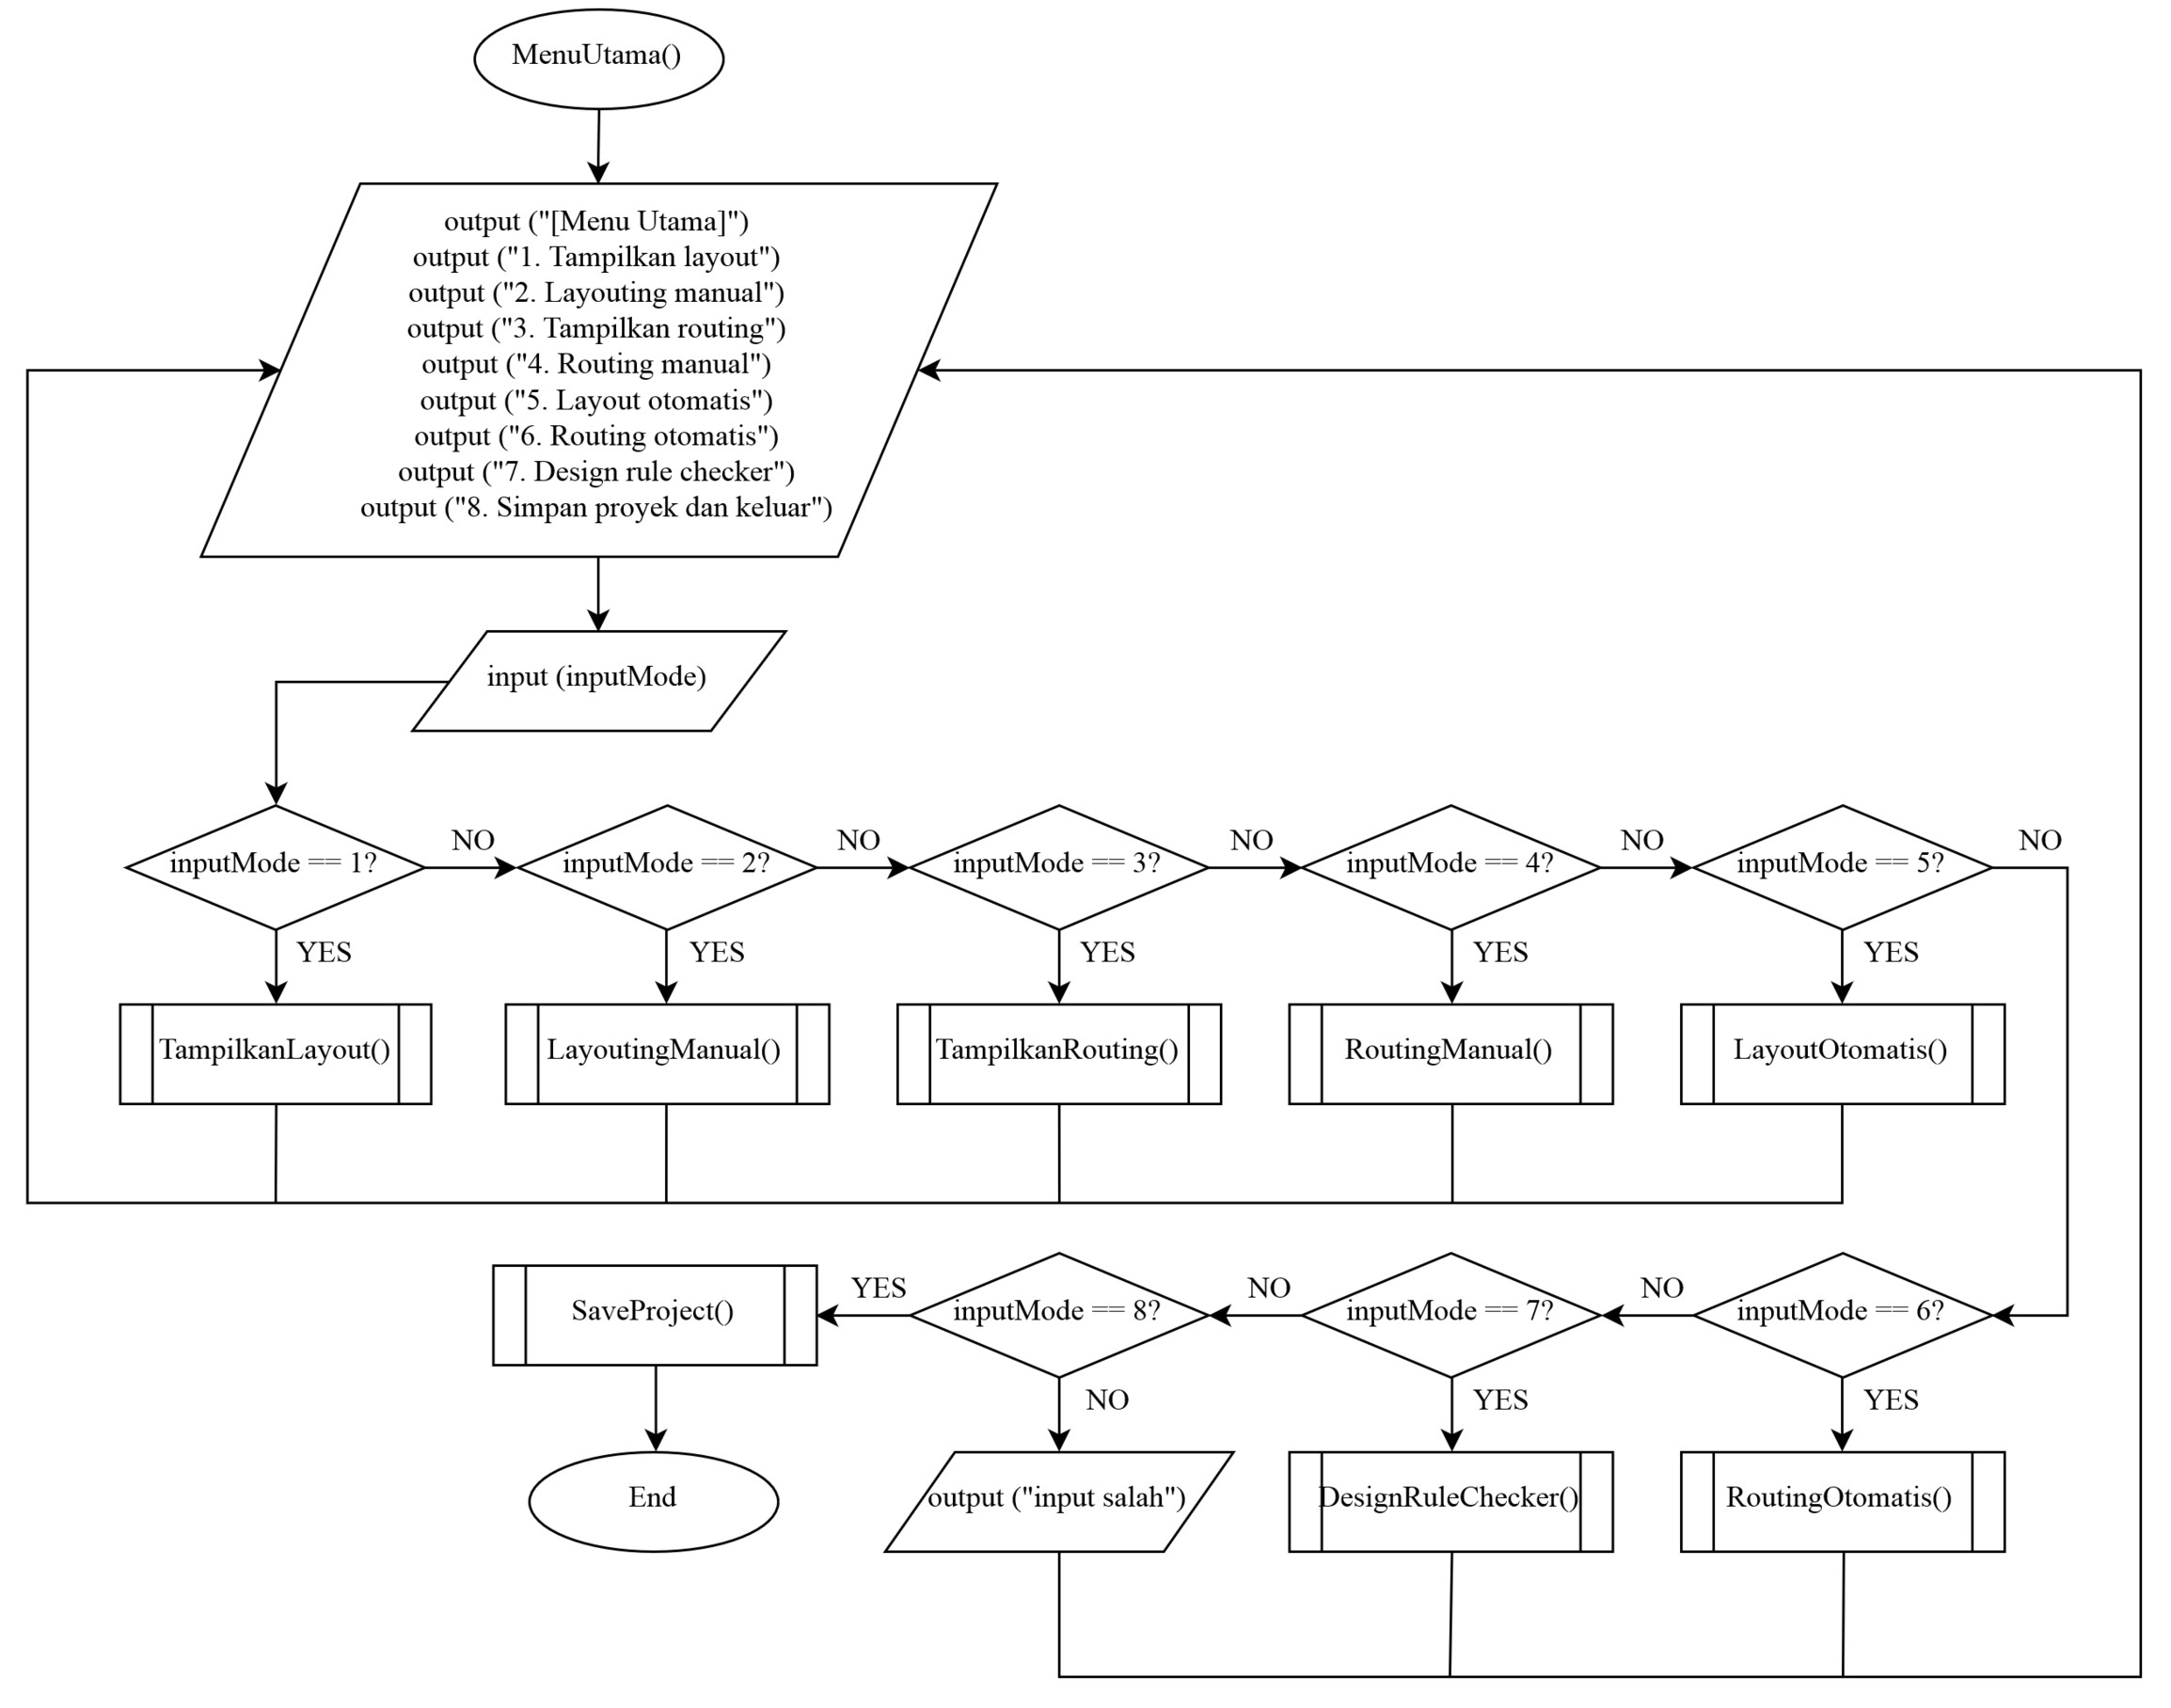 MenuUtama()
output ("[Menu Utama]")
output ("1. Tampilkan layout")
output ("2. Layouting manual")
output ("3. Tampilkan routing")
output ("4. Routing manual")
output ("5. Layout otomatis")
output ("6. Routing otomatis")
output ("7. Design rule checker")
output ("8. Simpan proyek dan keluar")
input (inputMode)
inputMode == 1?
NO
inputMode == 2?
NO
inputMode == 3?
NO
inputMode == 4?
NO
inputMode == 5?
NO
YES
YES
YES
YES
YES
TampilkanLayout()
LayoutingManual()
TampilkanRouting()
RoutingManual()
LayoutOtomatis()
SaveProject()
YES
inputMode == 8?
NO
inputMode == 7?
NO
inputMode == 6?
NO
YES
YES
End
output ("input salah")
DesignRuleChecker()
RoutingOtomatis()